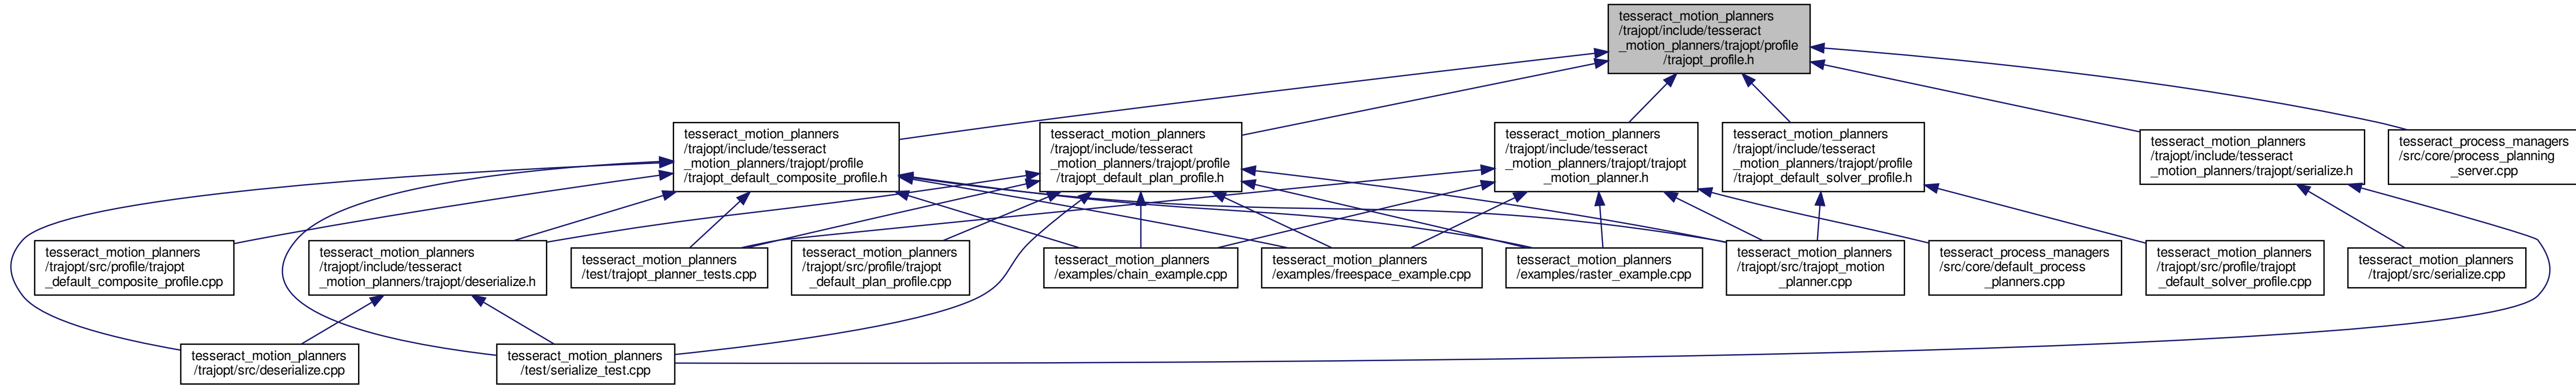 tesseract_motion_planners
/trajopt/include/tesseract
_motion_planners/trajopt/profile
/trajopt_profile.h
tesseract_motion_planners
/trajopt/include/tesseract
_motion_planners/trajopt/profile
/trajopt_default_composite_profile.h
tesseract_motion_planners
/trajopt/include/tesseract
_motion_planners/trajopt/profile
/trajopt_default_plan_profile.h
tesseract_motion_planners
/trajopt/include/tesseract
_motion_planners/trajopt/trajopt
_motion_planner.h
tesseract_motion_planners
/trajopt/include/tesseract
_motion_planners/trajopt/profile
/trajopt_default_solver_profile.h
tesseract_motion_planners
/trajopt/include/tesseract
_motion_planners/trajopt/serialize.h
tesseract_process_managers
/src/core/process_planning
_server.cpp
tesseract_motion_planners
/trajopt/src/profile/trajopt
_default_composite_profile.cpp
tesseract_motion_planners
/trajopt/include/tesseract
_motion_planners/trajopt/deserialize.h
tesseract_motion_planners
/test/trajopt_planner_tests.cpp
tesseract_motion_planners
/trajopt/src/profile/trajopt
_default_plan_profile.cpp
tesseract_motion_planners
/examples/chain_example.cpp
tesseract_motion_planners
/examples/freespace_example.cpp
tesseract_motion_planners
/examples/raster_example.cpp
tesseract_motion_planners
/trajopt/src/trajopt_motion
_planner.cpp
tesseract_process_managers
/src/core/default_process
_planners.cpp
tesseract_motion_planners
/trajopt/src/profile/trajopt
_default_solver_profile.cpp
tesseract_motion_planners
/trajopt/src/serialize.cpp
tesseract_motion_planners
/trajopt/src/deserialize.cpp
tesseract_motion_planners
/test/serialize_test.cpp